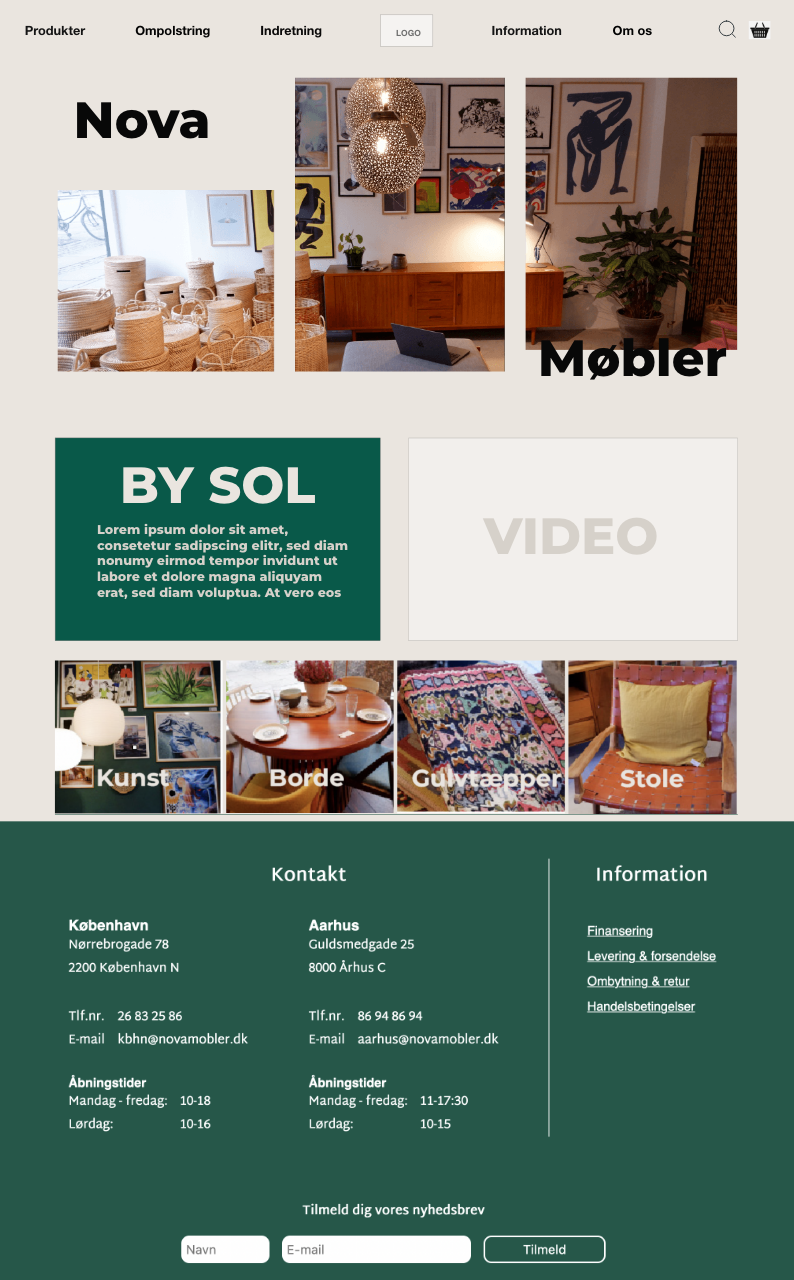 Produkter
Ompolstring
Indretning
LOGO
Information
Om os
Nova
Møbler
BY SOL
Lorem ipsum dolor sit amet,
consetetur sadipscing elitr, sed diam
nonumy eirmod tempor invidunt ut
labore et dolore magna aliquyam
erat, sed diam voluptua. At vero eos
VIDEO
Kunst
Borde
Gulvtæpper
Stole
Kontakt
København
Nørrebrogade 78
2200 København N
Tlf.nr. 26 83 25 86
E-mail kbhn@novamobler.dk
Åbningstider
Mandag - fredag: 10-18
Lørdag: 10-16
Aarhus
Guldsmedgade 25
8000 Århus C
Tlf.nr. 86 94 86 94
E-mail aarhus@novamobler.dk
Åbningstider
Mandag - fredag: 11-17:30
Lørdag: 10-15
Information
Finansering
Levering & forsendelse
Ombytning & retur
Handelsbetingelser
Tilmeld dig vores nyhedsbrev
Navn
E-mail
Tilmeld